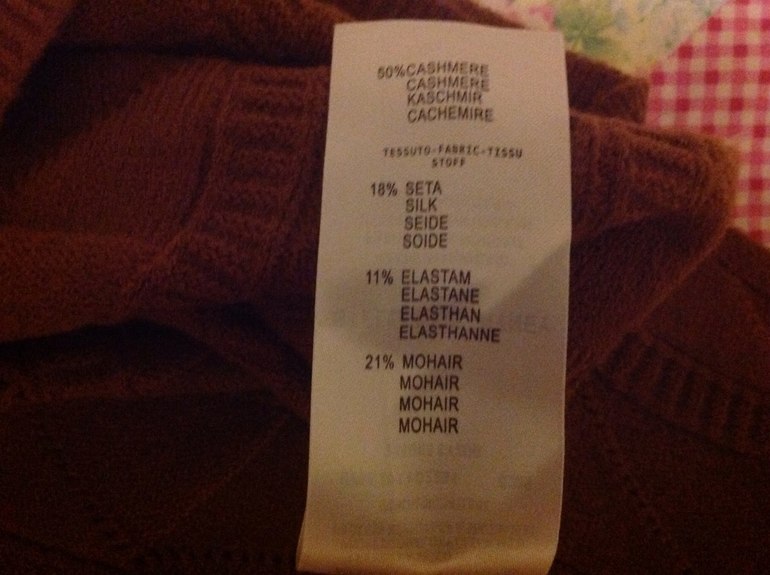 50%CASHMERE
CASHMERE
KASCHMIR
CACHEMIRE
TESSUTO-FABRIC-TISSU
STOFF
18% SETA
SILK
SEIDE
SOIDE
11% ELASTAM
ELASTANE
ELASTHAN
ELASTHANNE
21% MOHAIR
MOHAIR
MOHAIR
MOHAIR